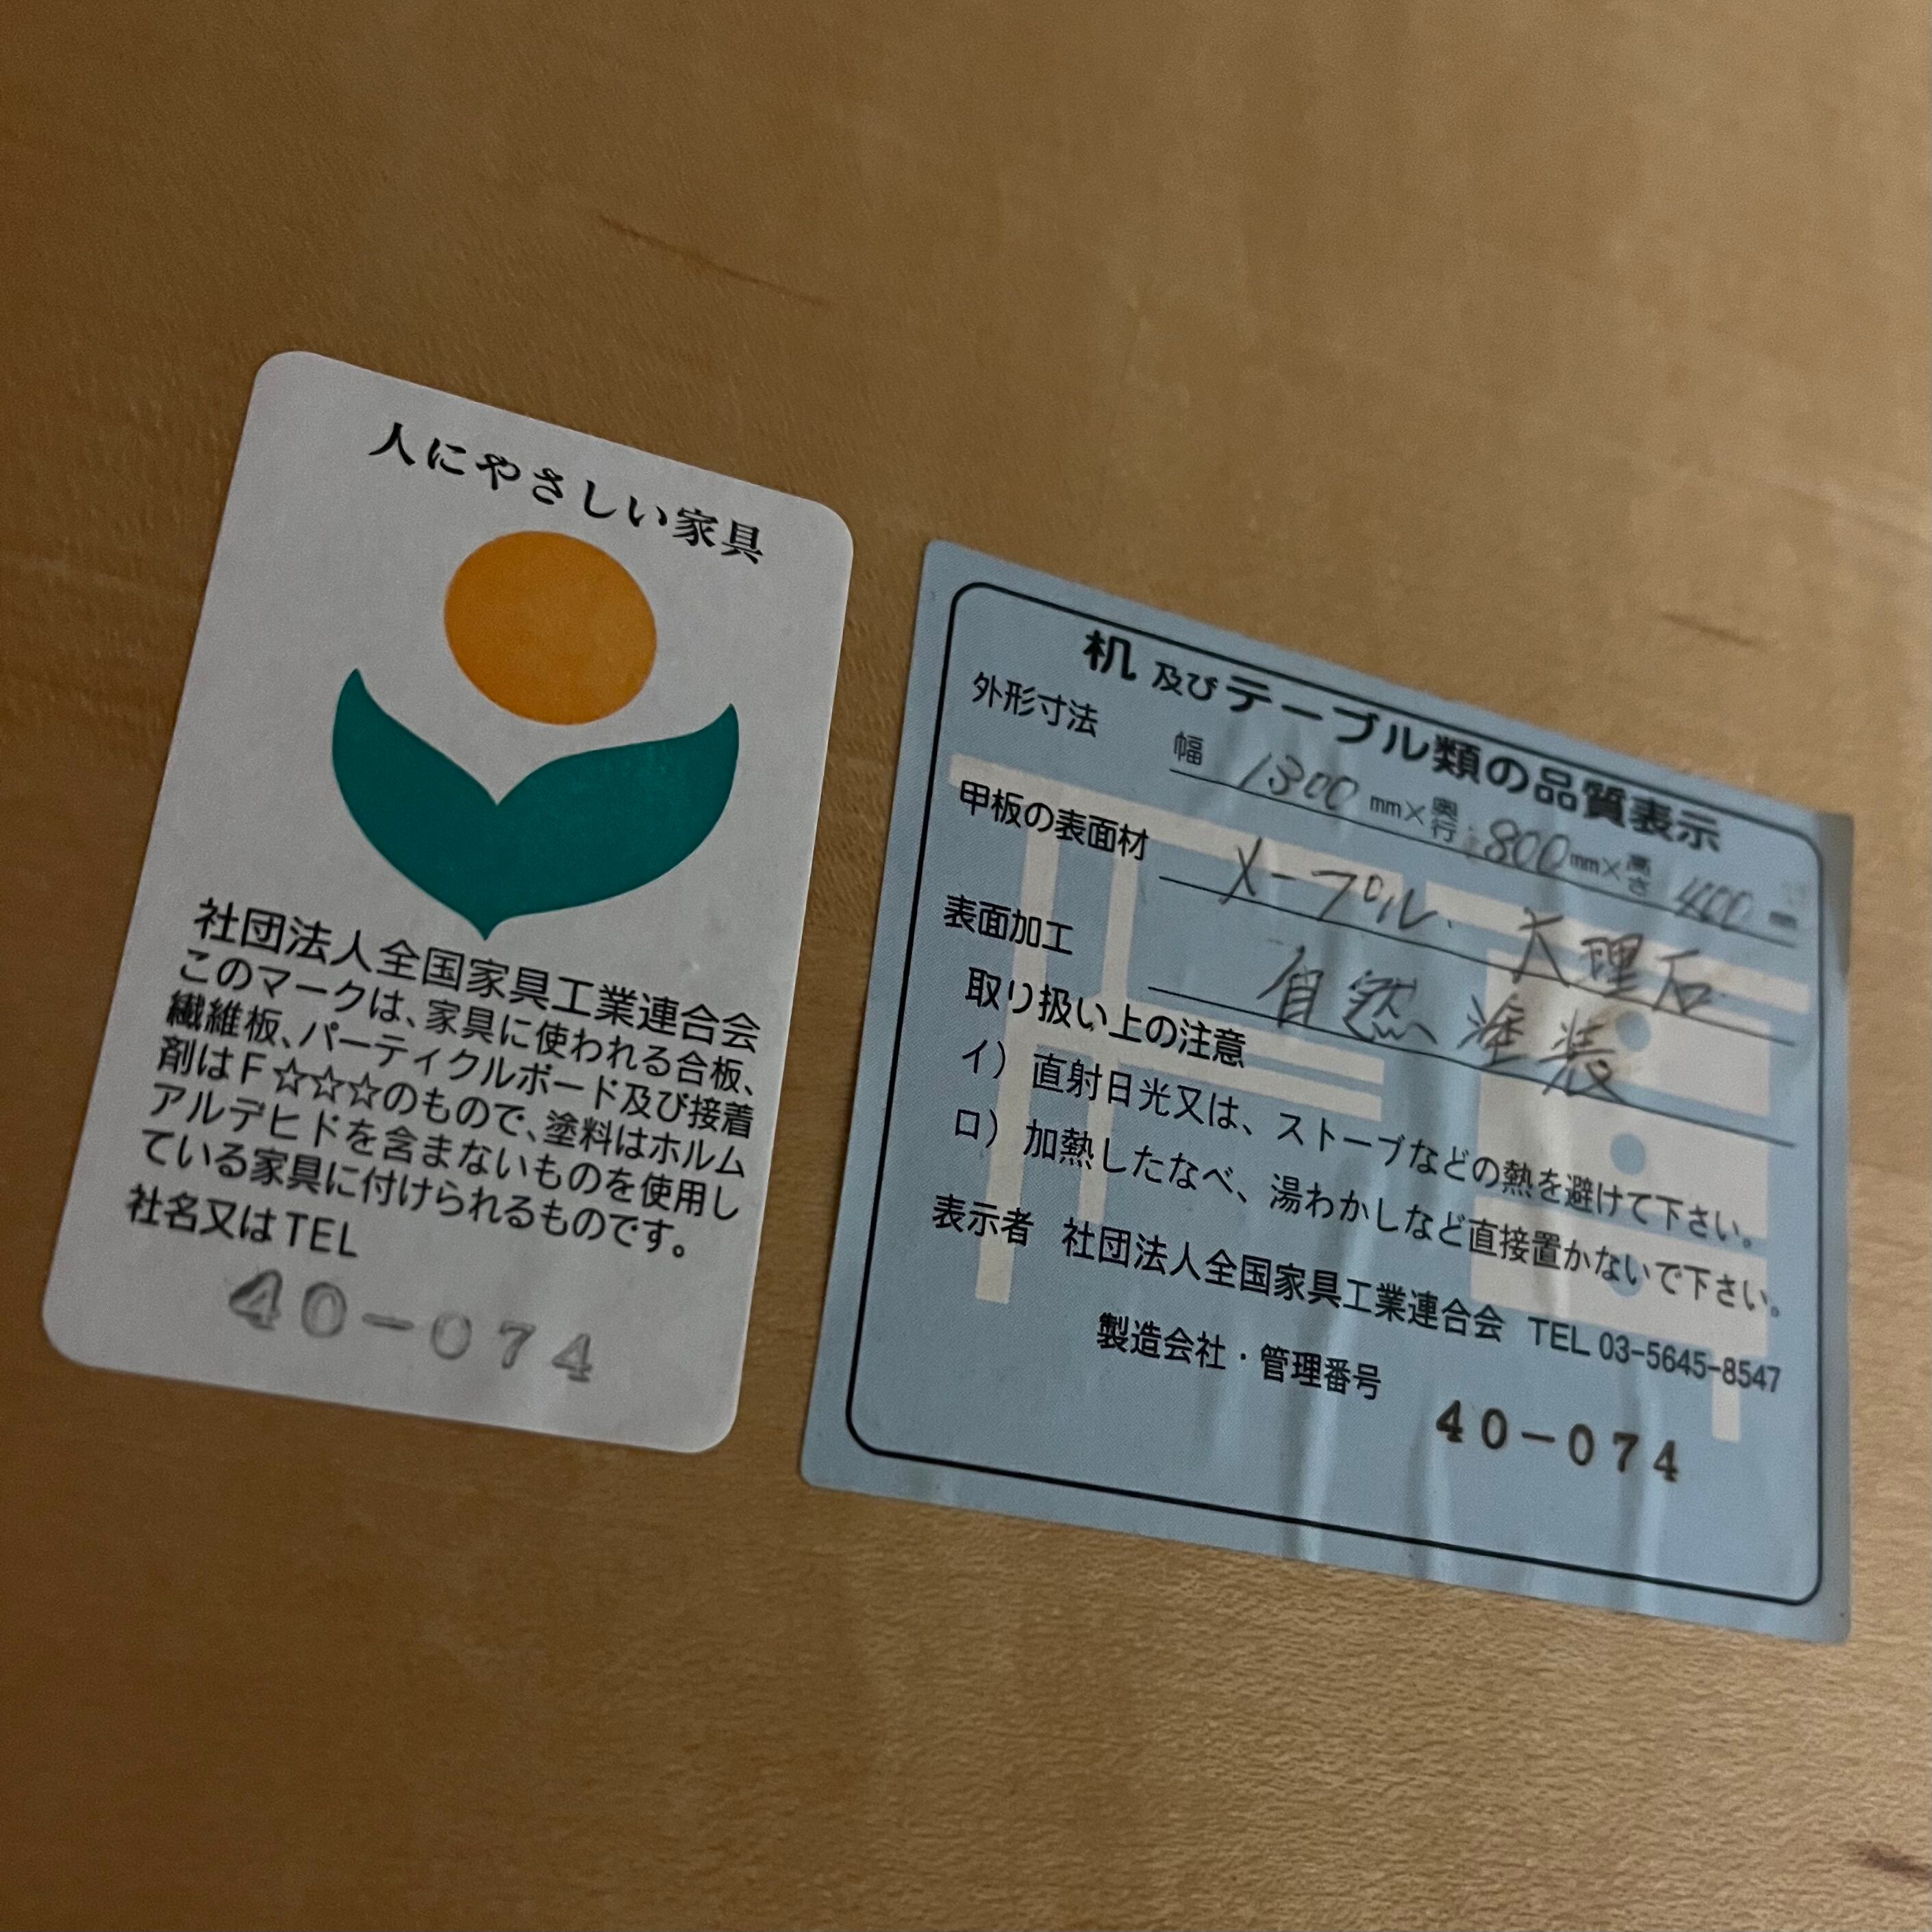 人にやさしい家具
社団法人全国家具工業連合会
このマークは、家具に使われる合板、
繊維板、パーティクルボード及び接着
剤はF☆☆☆のもので、塗料はホルム
アルデヒドを含まないものを使用し
ている家具に付けられるものです。
社名又はTEL
40-074
机及びテーブル類の品質表示
外形寸法 幅 1300 mm×奥行 800mm×高さ 400 mm
甲板の表面材 メープル 大理石
表面加工 自然塗装
取り扱い上の注意
イ) 直射日光又は、ストーブなどの熱を避けて下さい。
ロ) 加熱したなべ、湯わかしなど直接置かないで下さい。
表示者 社団法人全国家具工業連合会 TEL 03-5645-8547
製造会社・管理番号
40-074